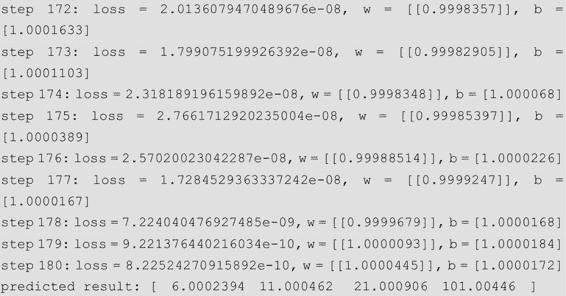 step 172: loss = 2.0136079470489676e-08, w = [[0.9998357]], b =
[1.0001633]
step 173: loss = 1.799075199926392e-08, w = [[0.99982905]], b =
[1.0001103]
step 174: loss = 2.318189196159892e-08, w = [[0.9998348]], b = [1.000068]
step 175: loss = 2.7661712920235004e-08, w = [[0.99985397]], b =
[1.0000389]
step 176: loss = 2.57020023042287e-08, w = [[0.99988514]], b = [1.0000226]
step 177: loss = 1.7284529363337242e-08, w = [[0.9999247]], b =
[1.0000167]
step 178: loss = 7.224040476927485e-09, w = [[0.9999679]], b = [1.0000168]
step 179: loss = 9.221376440216034e-10, w = [[1.0000093]], b = [1.0000184]
step 180: loss = 8.22524270915892e-10, w = [[1.0000445]], b = [1.0000172]
predicted result: [ 6.0002394 11.000462 21.000906 101.00446 ]